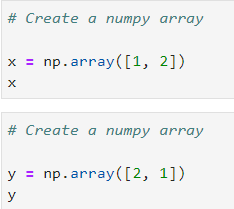 # Create a numpy array
x = np.array([1, 2])
x
# Create a numpy array
y = np.array([2, 1])
y